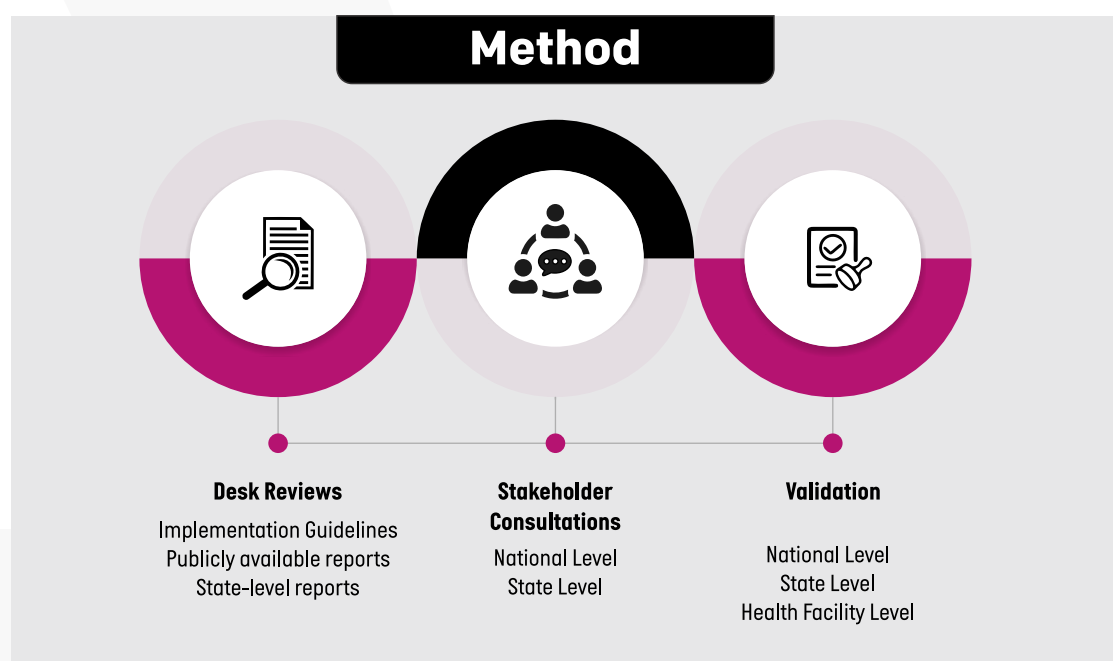 Method
Desk Reviews
Implementation Guidelines
Publicly available reports
State-level reports
Stakeholder
Consultations
National Level
State Level
Validation
National Level
State Level
Health Facility Level